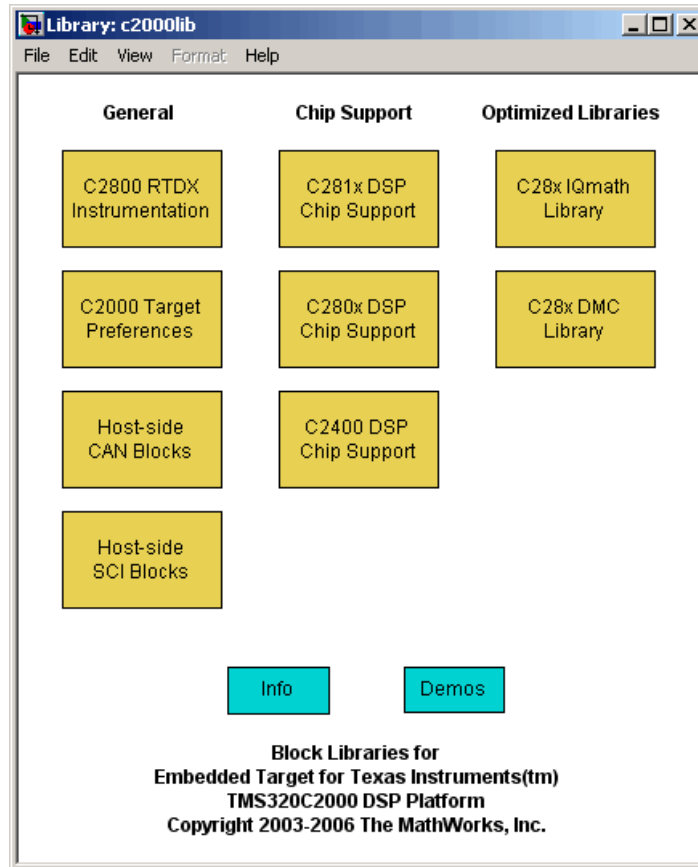 Library: c2000lib
File Edit View Format Help
General Chip Support Optimized Libraries
C2800 RTDX
Instrumentation
C281x DSP
Chip Support
C28x IQmath
Library
C2000 Target
Preferences
C280x DSP
Chip Support
C28x DMC
Library
Host-side
CAN Blocks
C2400 DSP
Chip Support
Host-side
SCI Blocks
Info
Demos
Block Libraries for
Embedded Target for Texas Instruments(tm)
TMS320C2000 DSP Platform
Copyright 2003-2006 The MathWorks, Inc.